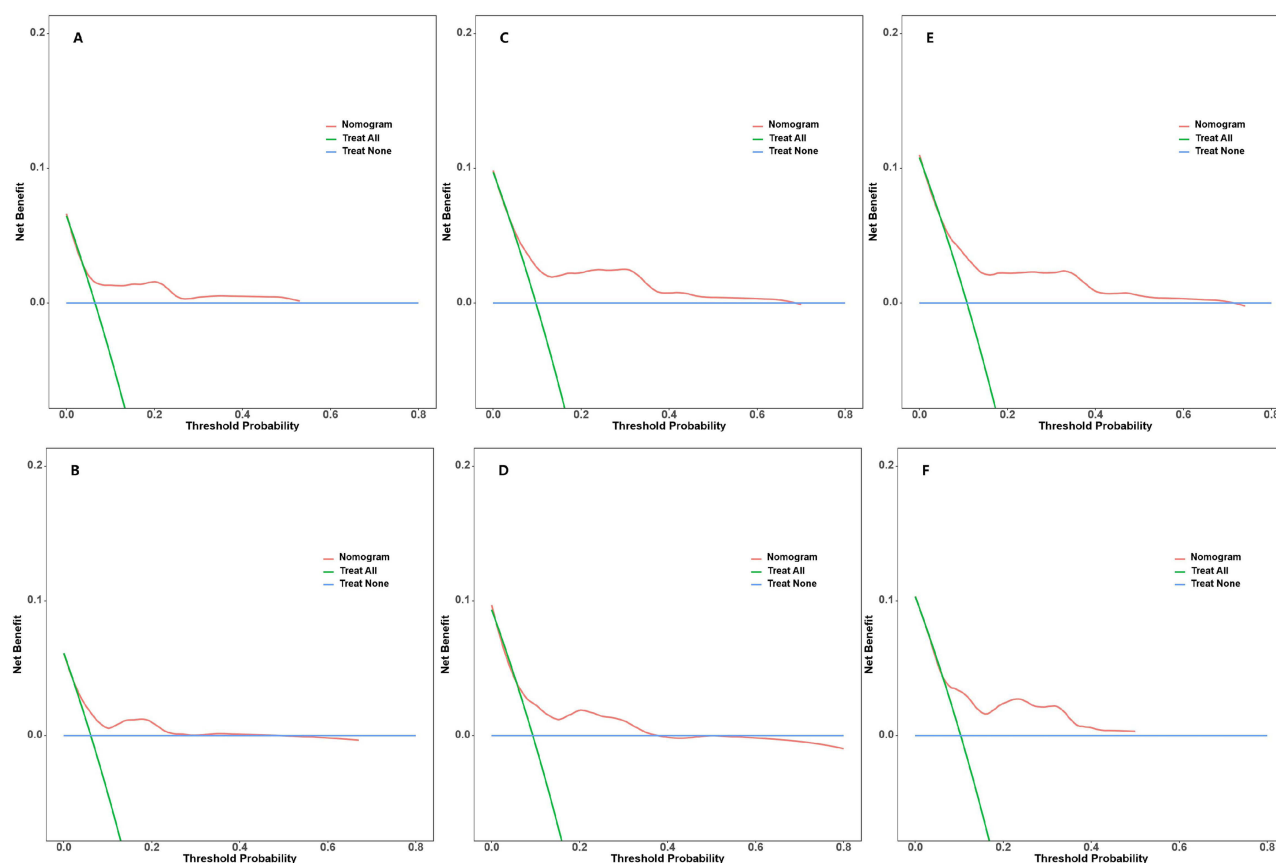 A
0.2
0.1
0.0
Net Benefit
Nomogram
Treat All
Treat None
0.0 0.2 0.4 0.6 0.8
Threshold Probability
C
0.2
0.1
0.0
Net Benefit
Nomogram
Treat All
Treat None
0.0 0.2 0.4 0.6 0.8
Threshold Probability
E
0.2
0.1
0.0
Net Benefit
Nomogram
Treat All
Treat None
0.0 0.2 0.4 0.6 0.8
Threshold Probability
B
0.2
0.1
0.0
Net Benefit
Nomogram
Treat All
Treat None
0.0 0.2 0.4 0.6 0.8
Threshold Probability
D
0.2
0.1
0.0
Net Benefit
Nomogram
Treat All
Treat None
0.0 0.2 0.4 0.6 0.8
Threshold Probability
F
0.2
0.1
0.0
Net Benefit
Nomogram
Treat All
Treat None
0.0 0.2 0.4 0.6 0.8
Threshold Probability